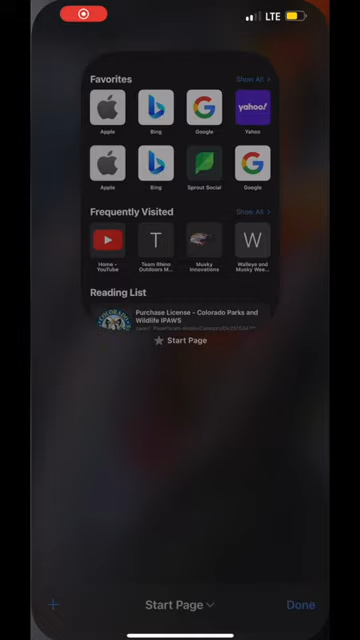 LTE
Favorites Show All >
yahoo!
Apple Bing Google Yahoo
Apple Bing Sprout Social Google
Frequently Visited Show All >
T W
Home - YouTube Team Rhino Outdoors M... Musky Innovations Walleye and Musky Wee...
Reading List
Purchase License - Colorado Parks and
Wildlife IPAWS
★ Start Page
+ Start Page Done